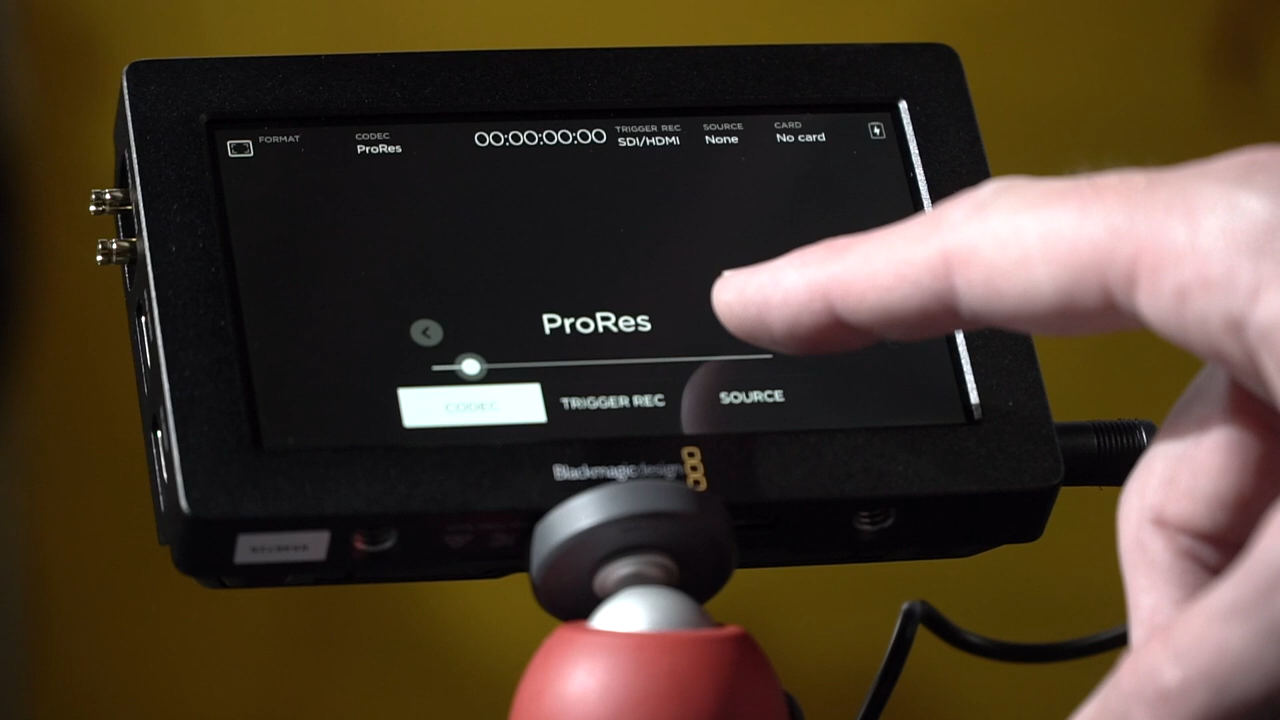 FORMAT
CODEC
ProRes
00:00:00:00
TRIGGER REC
SDI/HDMI
SOURCE
None
CARD
No card
ProRes
CODEC
TRIGGER REC
SOURCE
Blackmagicdesign